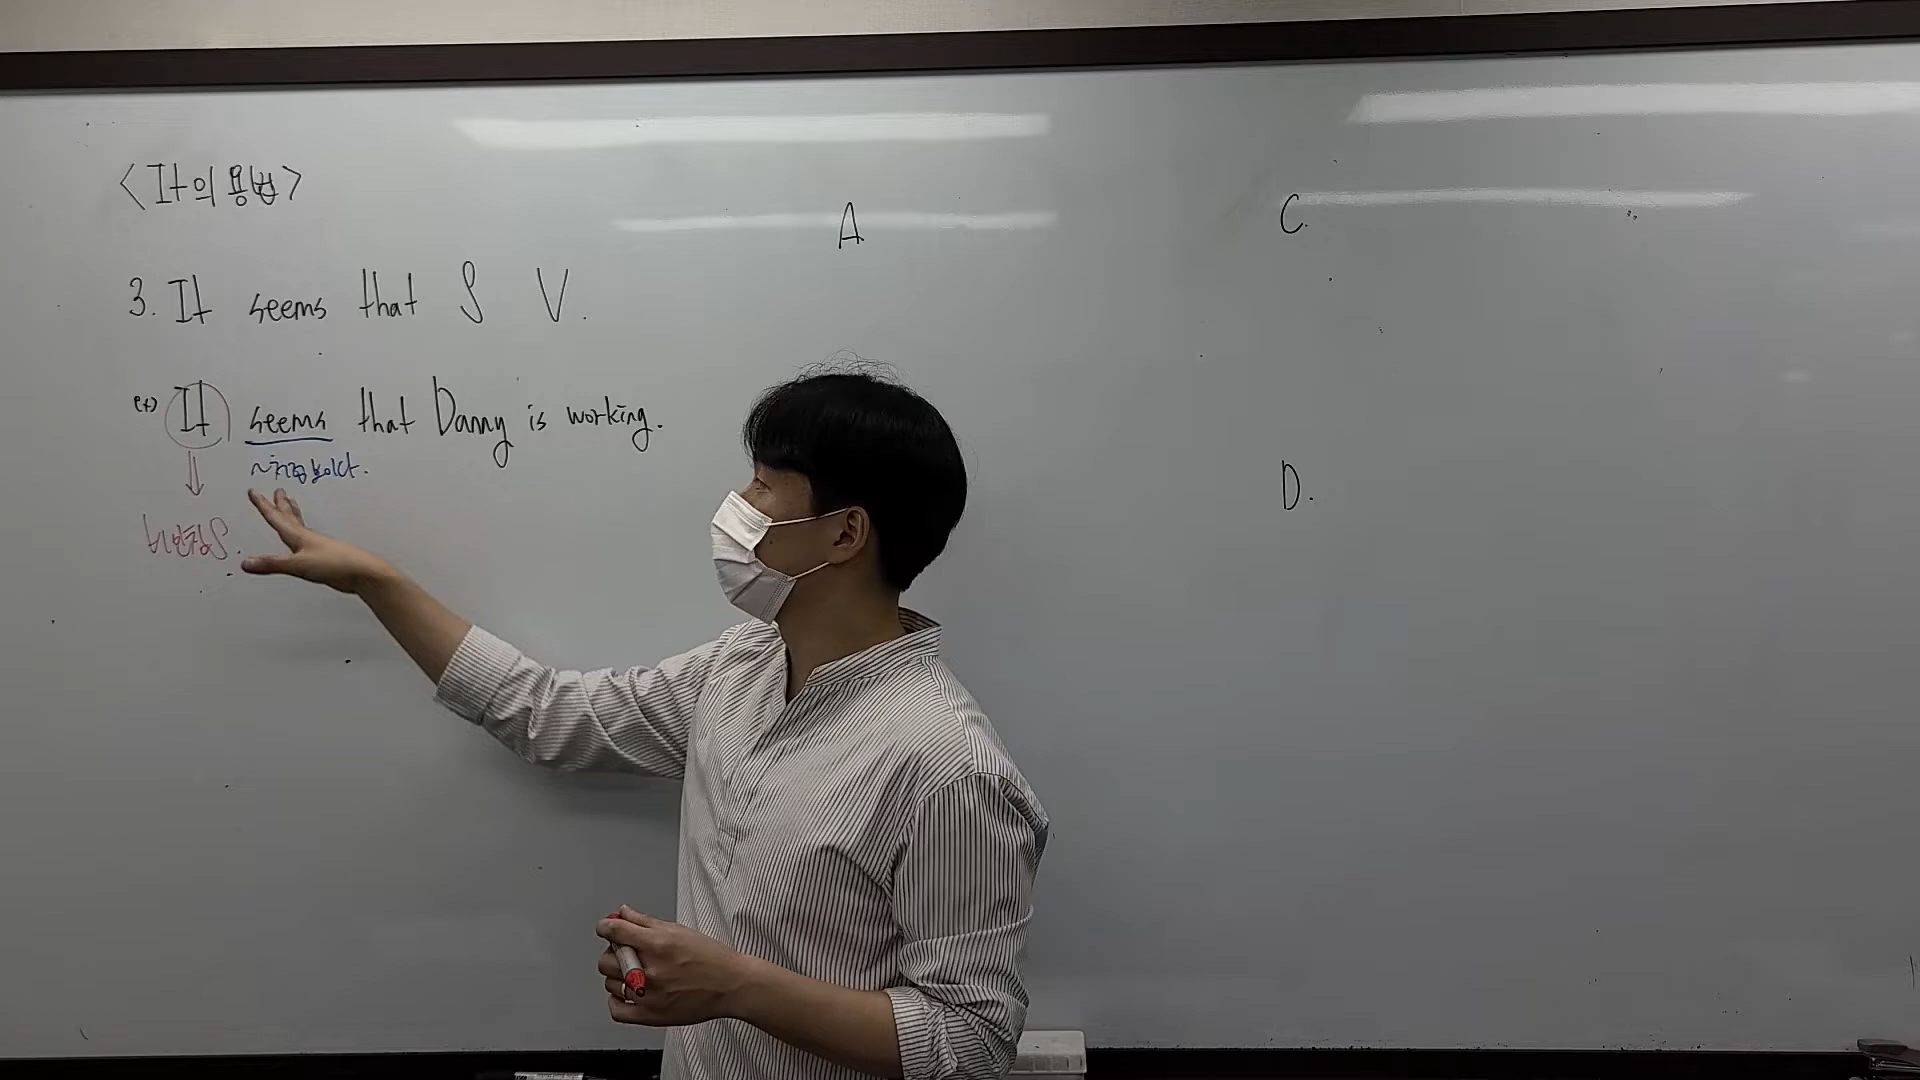 <It의 용법>
3. It seems that S V.
ex) It seems that Danny is working.
~처럼 보이다.
비인칭S.
A
C.
D.